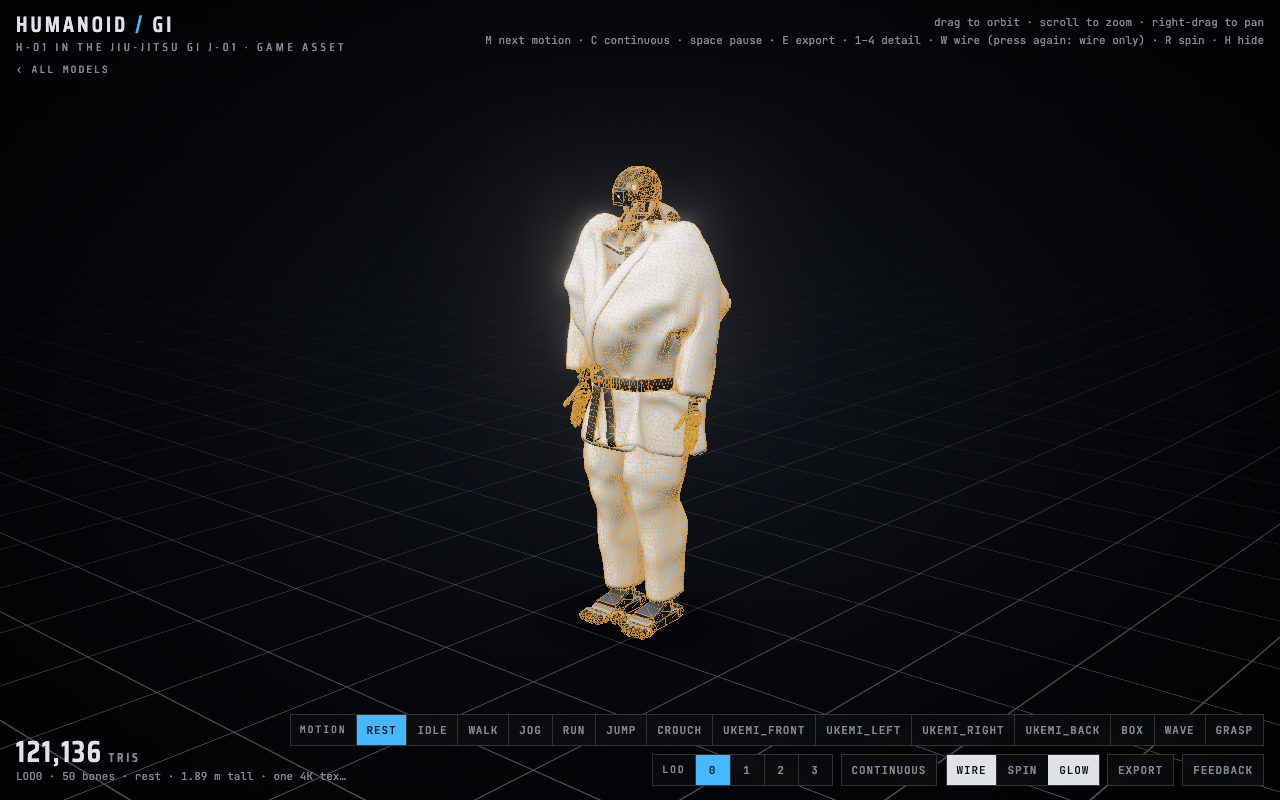 HUMANOID / GI
H-01 IN THE JIU-JITSU GI J-01 · GAME ASSET
‹ ALL MODELS
drag to orbit · scroll to zoom · right-drag to pan
M next motion · C continuous · space pause · E export · 1–4 detail · W wire (press again: wire only) · R spin · H hide
MOTION REST IDLE WALK JOG RUN JUMP CROUCH UKEMI_FRONT UKEMI_LEFT UKEMI_RIGHT UKEMI_BACK BOX WAVE GRASP
121,136 TRIS
LOD0 · 50 bones · rest · 1.89 m tall · one 4K tex…
LOD 0 1 2 3 CONTINUOUS WIRE SPIN GLOW EXPORT FEEDBACK